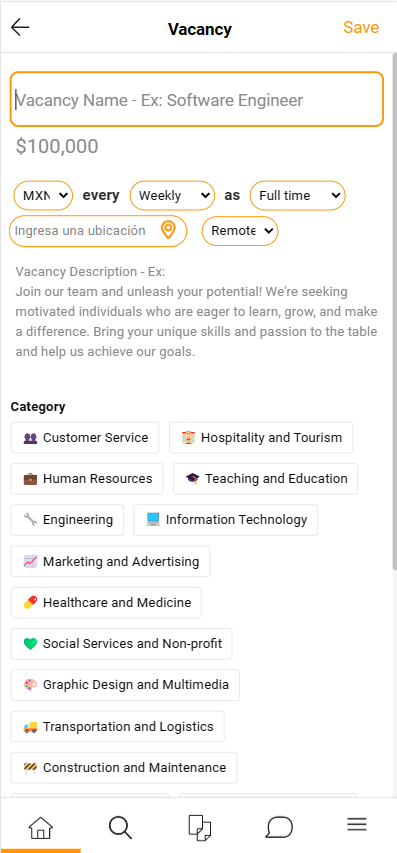 Vacancy Save
Vacancy Name - Ex: Software Engineer
$100,000
MXN every Weekly as Full time
Ingresa una ubicación Remote
Vacancy Description - Ex:
Join our team and unleash your potential! We're seeking
motivated individuals who are eager to learn, grow, and make
a difference. Bring your unique skills and passion to the table
and help us achieve our goals.
Category
Customer Service Hospitality and Tourism
Human Resources Teaching and Education
Engineering Information Technology
Marketing and Advertising
Healthcare and Medicine
Social Services and Non-profit
Graphic Design and Multimedia
Transportation and Logistics
Construction and Maintenance